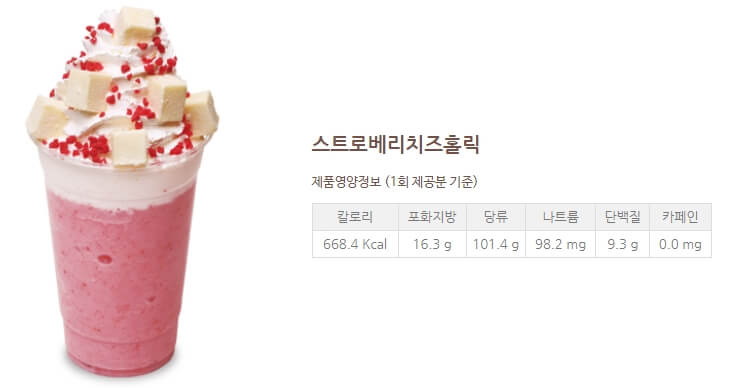 스트로베리치즈홀릭
제품영양정보 (1회 제공분 기준)
칼로리 포화지방 당류 나트륨 단백질 카페인
668.4 Kcal 16.3 g 101.4 g 98.2 mg 9.3 g 0.0 mg